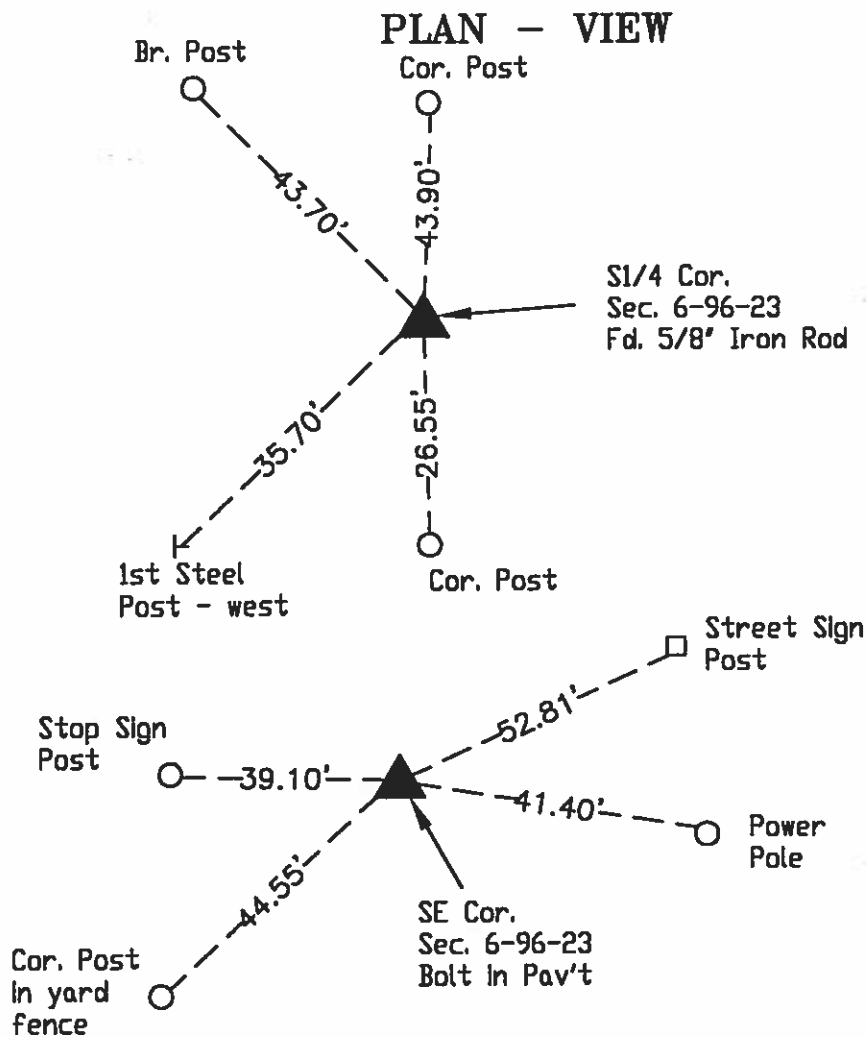 PLAN - VIEW
Br. Post
Cor. Post
43.70'
43.90'
S1/4 Cor.
Sec. 6-96-23
Fd. 5/8" Iron Rod
35.70'
26.55'
1st Steel
Post - west
Cor. Post
Street Sign
Post
52.81'
Stop Sign
Post
39.10'
41.40'
Power
Pole
44.55'
SE Cor.
Sec. 6-96-23
Bolt in Pav't
Cor. Post
in yard
fence